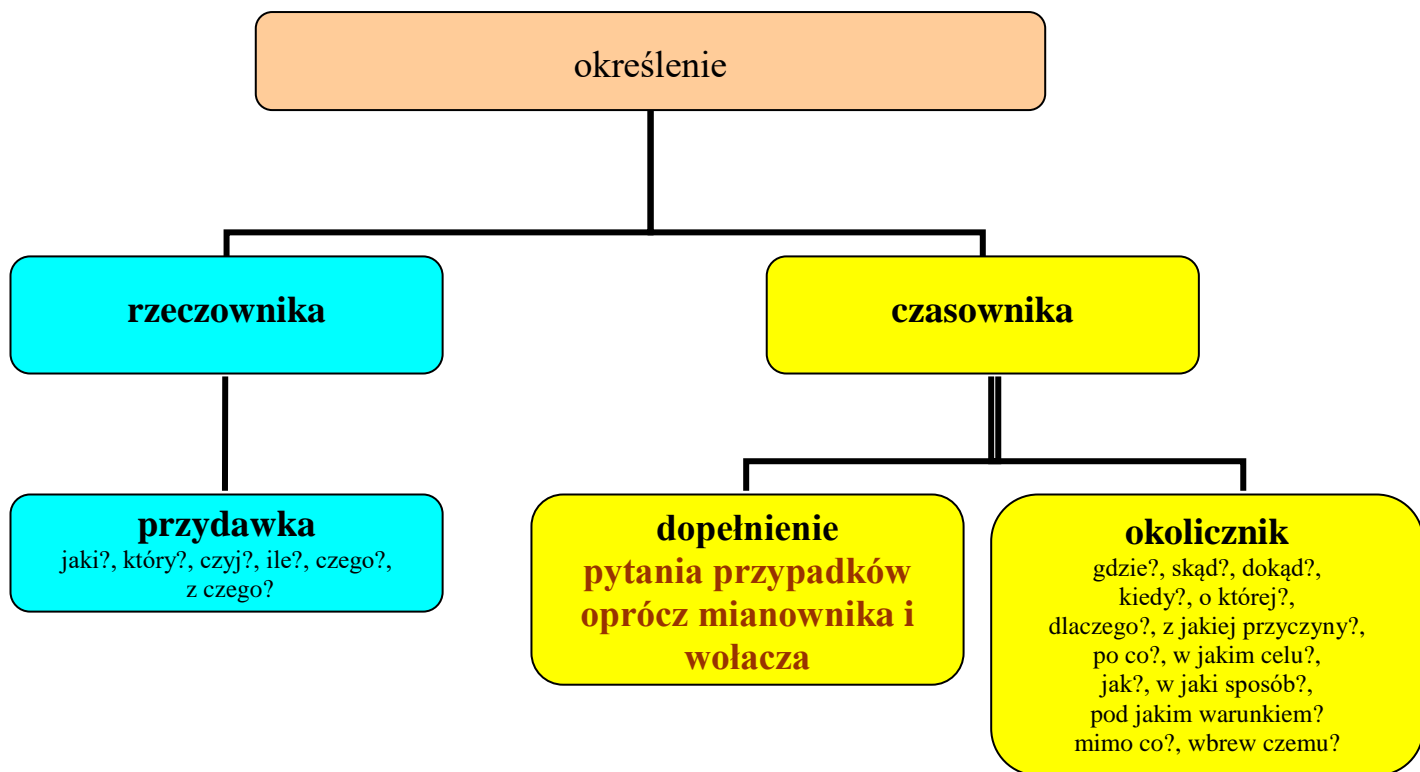 określenie
rzeczownika
czasownika
przydawka
jaki?, który?, czyj?, ile?, czego?,
z czego?
dopełnienie
pytania przypadków
oprócz mianownika i
wołacza
okolicznik
gdzie?, skąd?, dokąd?,
kiedy?, o której?,
dlaczego?, z jakiej przyczyny?,
po co?, w jakim celu?,
jak?, w jaki sposób?,
pod jakim warunkiem?
mimo co?, wbrew czemu?